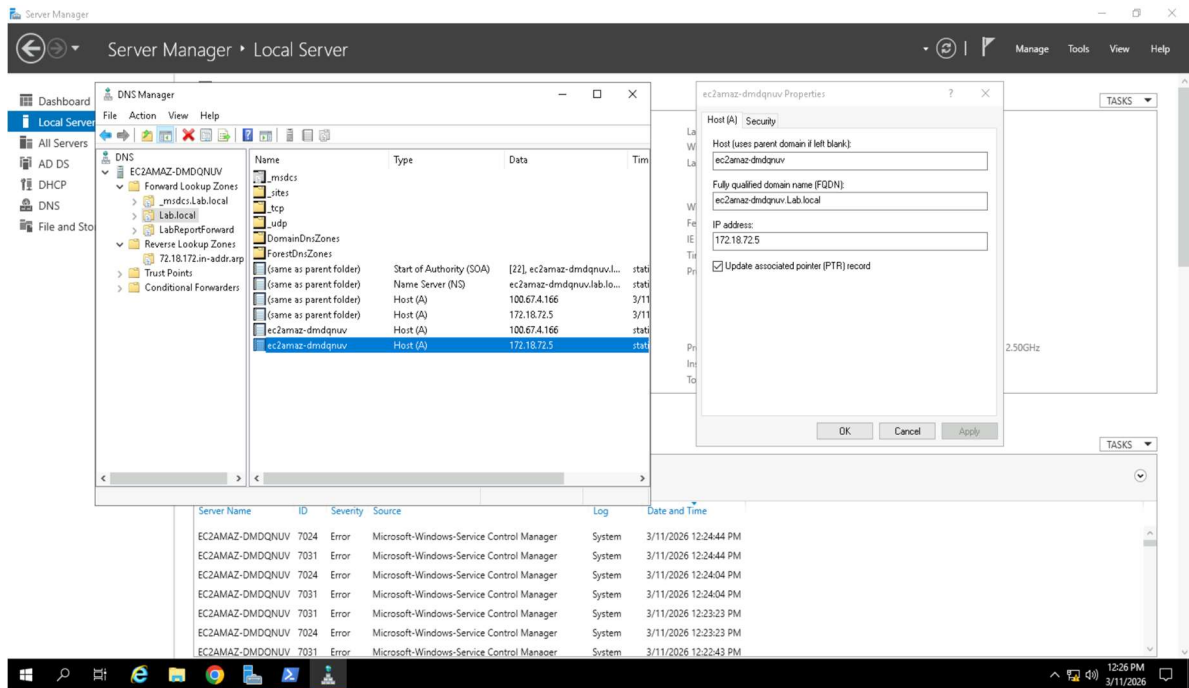 Server Manager
Server Manager • Local Server
Manage Tools View Help
Dashboard
Local Server
All Servers
AD DS
DHCP
DNS
File and Sto
TASKS
DNS Manager
File Action View Help
DNS
EC2AMAZ-DMDQNUV
Forward Lookup Zones
_msdcs.Lab.local
Lab.local
LabReportForward
Reverse Lookup Zones
72.18.172.in-addr.arp
Trust Points
Conditional Forwarders
Name Type Data Tim
_msdcs
_sites
_tcp
_udp
DomainDnsZones
ForestDnsZones
(same as parent folder) Start of Authority (SOA) [22], ec2amaz-dmdqnuv.l... stati
(same as parent folder) Name Server (NS) ec2amaz-dmdqnuv.lab.lo... stati
(same as parent folder) Host (A) 100.67.4.166 3/11
(same as parent folder) Host (A) 172.18.72.5 3/11
ec2amaz-dmdqnuv Host (A) 100.67.4.166 stati
ec2amaz-dmdqnuv Host (A) 172.18.72.5 stati
La
W
La
W
Fe
IE
Tir
Pr
Pr
Ins
To
ec2amaz-dmdqnuv Properties ?
Host (A) Security
Host (uses parent domain if left blank):
ec2amaz-dmdqnuv
Fully qualified domain name (FQDN):
ec2amaz-dmdqnuv.Lab.local
IP address:
172.18.72.5
Update associated pointer (PTR) record
OK Cancel Apply
2.50GHz
TASKS
Server Name ID Severity Source Log Date and Time
EC2AMAZ-DMDQNUV 7024 Error Microsoft-Windows-Service Control Manager System 3/11/2026 12:24:44 PM
EC2AMAZ-DMDQNUV 7031 Error Microsoft-Windows-Service Control Manager System 3/11/2026 12:24:44 PM
EC2AMAZ-DMDQNUV 7024 Error Microsoft-Windows-Service Control Manager System 3/11/2026 12:24:04 PM
EC2AMAZ-DMDQNUV 7031 Error Microsoft-Windows-Service Control Manager System 3/11/2026 12:24:04 PM
EC2AMAZ-DMDQNUV 7031 Error Microsoft-Windows-Service Control Manager System 3/11/2026 12:23:23 PM
EC2AMAZ-DMDQNUV 7024 Error Microsoft-Windows-Service Control Manager System 3/11/2026 12:23:23 PM
EC2AMAZ-DMDQNUV 7031 Error Microsoft-Windows-Service Control Manager System 3/11/2026 12:22:43 PM
12:26 PM
3/11/2026